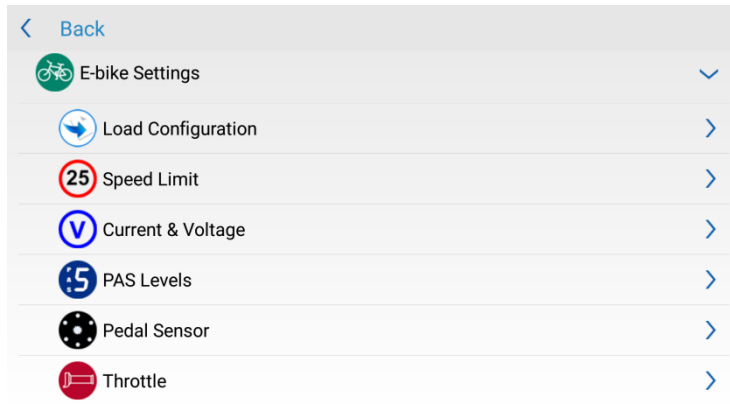 Back
E-bike Settings
Load Configuration
25 Speed Limit
V Current & Voltage
:5 PAS Levels
Pedal Sensor
Throttle